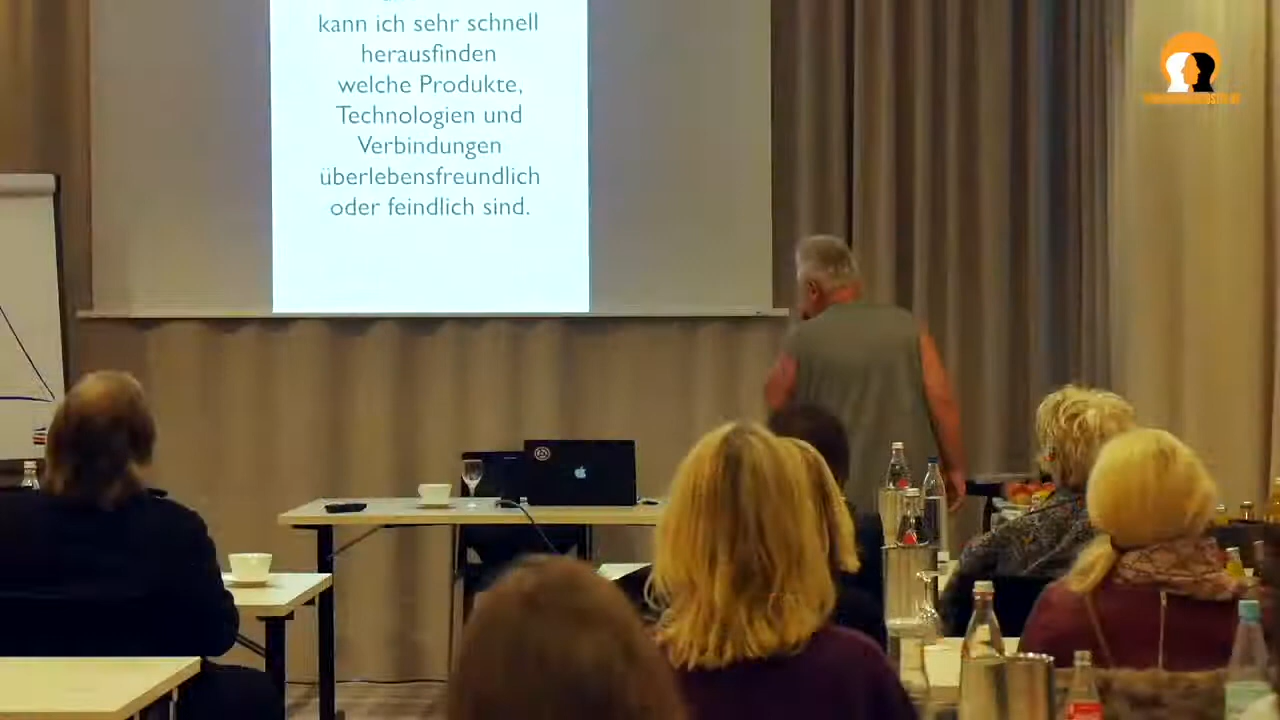 kann ich sehr schnell
herausfinden
welche Produkte,
Technologien und
Verbindungen
überlebensfreundlich
oder feindlich sind.